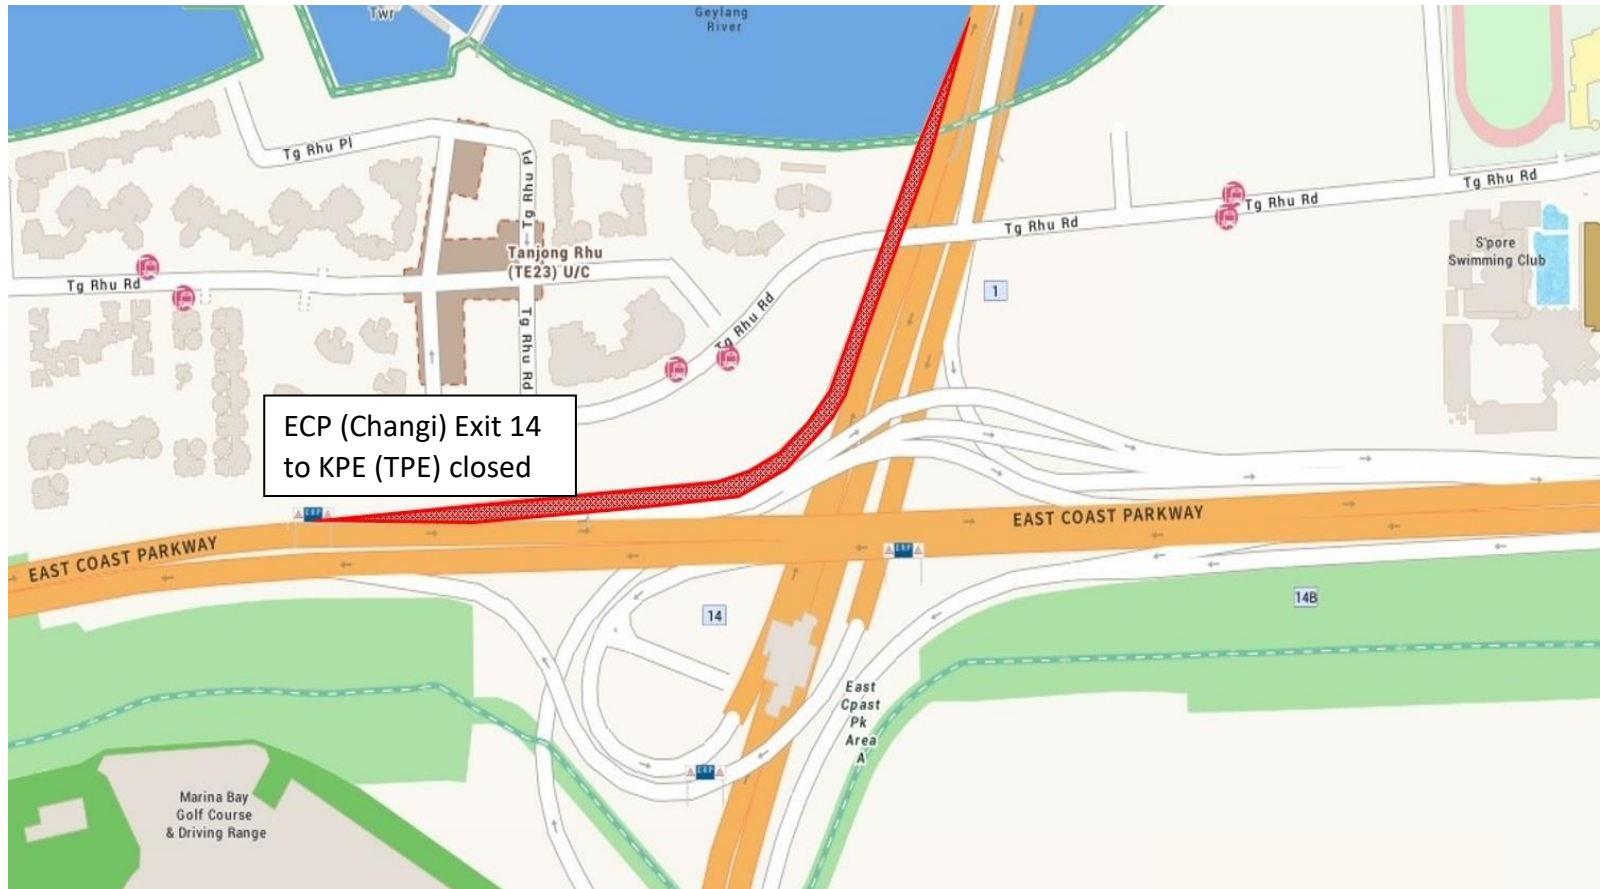 Twr
Geylang
River
Tg Rhu Pl
Tg Rhu Pl
Tg Rhu Rd
Tg Rhu Rd
Tg Rhu Rd
S'pore
Swimming Club
Tanjong Rhu
(TE23) U/C
Tg Rhu Rd
1
Tg Rhu Rd
Tg Rhu Rd
ECP (Changi) Exit 14
to KPE (TPE) closed
ERP
EAST COAST PARKWAY
EAST COAST PARKWAY
ERP
14
14B
East
Cpast
Pk
Area
A
ERP
Marina Bay
Golf Course
& Driving Range